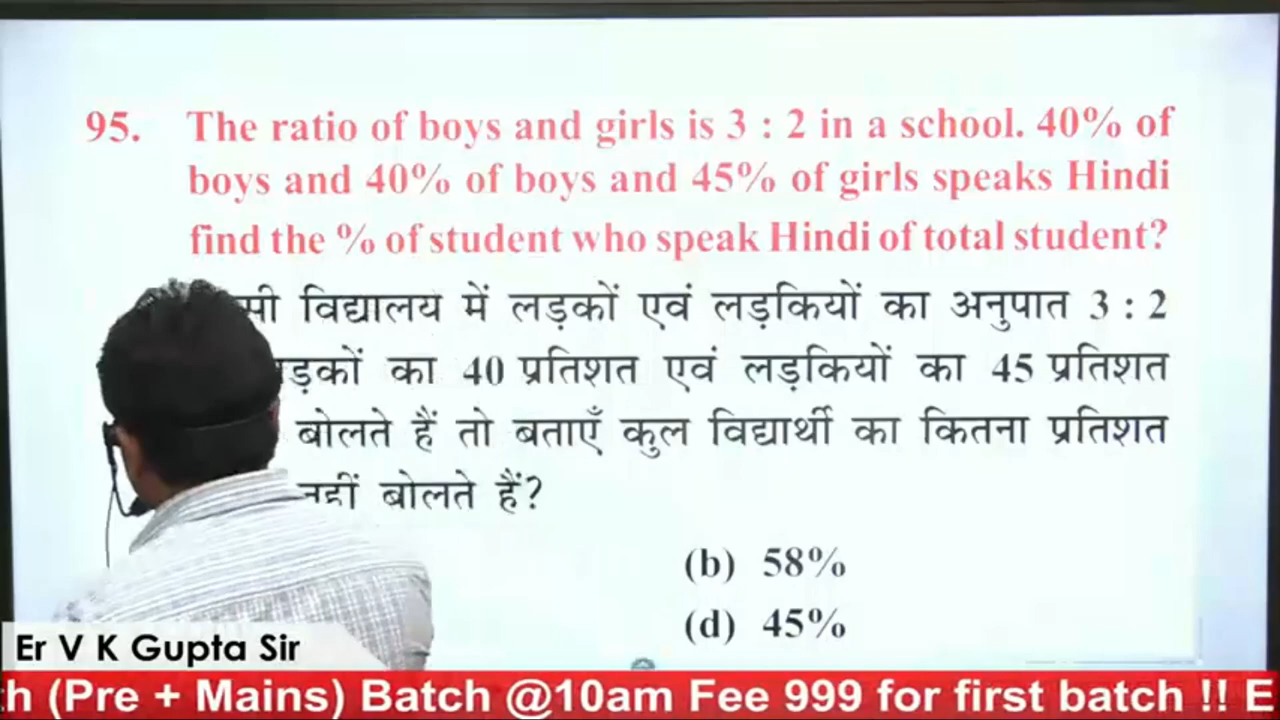 95. The ratio of boys and girls is 3 : 2 in a school. 40% of
boys and 40% of boys and 45% of girls speaks Hindi
find the % of student who speak Hindi of total student?
विद्यालय में लड़कों एवं लड़कियों का अनुपात 3 : 2
का 40 प्रतिशत एवं लड़कियों का 45 प्रतिशत
बोलते हैं तो बताएँ कुल विद्यार्थी का कितना प्रतिशत
नहीं बोलते हैं?
(b) 58%
(d) 45%
Er V K Gupta Sir
(Pre + Mains) Batch @10am Fee 999 for first batch !! E